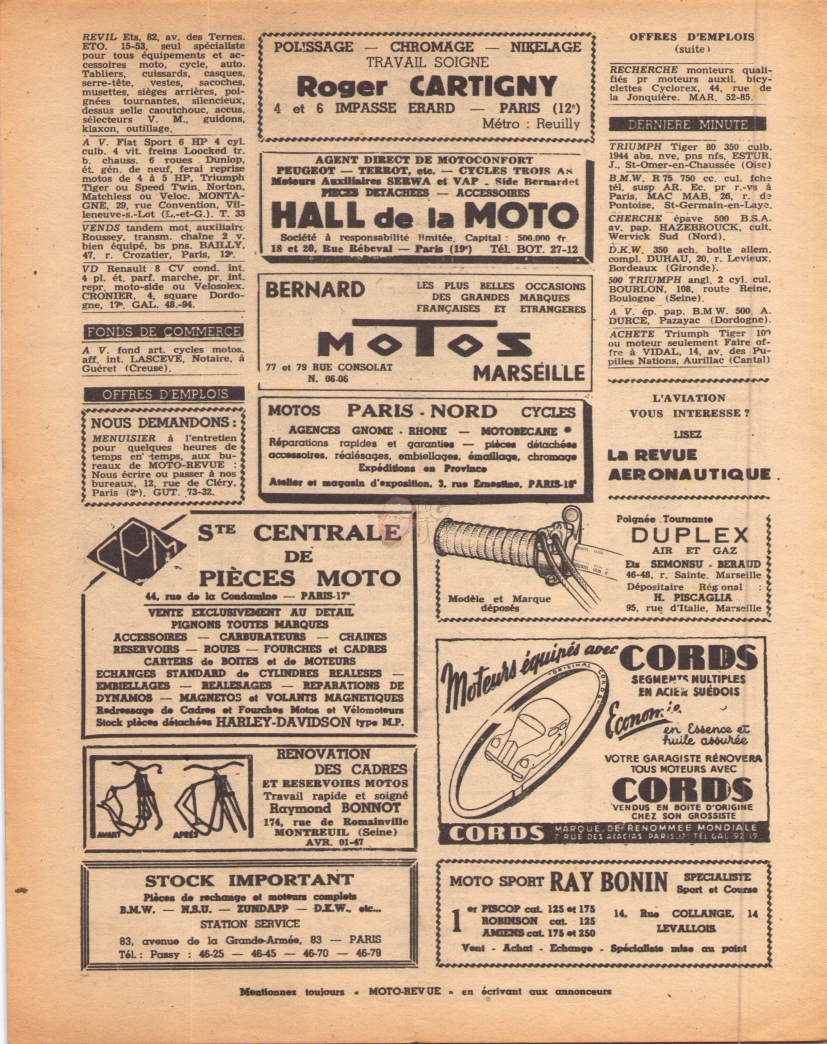 REVIL Ets, 82, av. des Ternes.
ETO. 15-53, seul spécialiste
pour tous équipements et ac-
cessoires moto, cycle, auto.
Tabliers, cuissards, casques,
serre-tête, vestes, sacoches,
musettes, sièges arrières, poi-
gnées tournantes, silencieux,
dessus selle caoutchouc, accus,
sélecteurs V. M., guidons,
klaxon, outillage.
A V. Fiat Sport 6 HP 4 cyl.
culb. 4 vit. freins Loocked tr.
b. chauss. 6 roues Dunlop,
ét. gén. de neuf, feral reprise
motos de 4 à 5 HP, Triumph
Tiger ou Speed Twin, Norton,
Matchless ou Veloc. MONTA-
GNE, 29, rue Convention, Vil-
leneuve-s.-Lot (L.-et-G.). T. 33
VENDS tandem mot. auxiliaire
Roussey, transm. chaîne 2 v.
bien équipé, bs pns. BAILLY,
47, r. Crozatier, Paris, 12e.
VD Renault 8 CV cond. int.
4 pl. ét. parf. marche, pr. int.
repr. moto-side ou Velosolex.
CRONIER, 4, square Dordo-
gne, 17e. GAL. 48.-94.
FONDS DE COMMERCE
A V. fond art. cycles motos,
aff. int. LASCEVE, Notaire, à
Guéret (Creuse).
OFFRES D'EMPLOIS
NOUS DEMANDONS :
MENUISIER à l'entretien
pour quelques heures de
temps en temps, aux bu-
reaux de MOTO-REVUE :
Nous écrire ou passer à nos
bureaux, 12, rue de Cléry,
Paris (2e). GUT. 73-32.
POLISSAGE — CHROMAGE — NIKELAGE
TRAVAIL SOIGNE
Roger CARTIGNY
4 et 6 IMPASSE ERARD — PARIS (12e)
Métro : Reuilly
AGENT DIRECT DE MOTOCONFORT
PEUGEOT — TERROT, etc. — CYCLES TROIS AS
Moteurs Auxiliaires SERWA et VAP - Side Bernardet
PIECES DETACHEES — ACCESSOIRES
HALL de la MOTO
Société à responsabilité limitée, Capital : 500.000 fr.
18 et 20, Rue Rébeval — Paris (19e) Tél. BOT. 27-12
BERNARD
LES PLUS BELLES OCCASIONS
DES GRANDES MARQUES
FRANÇAISES ET ETRANGERES
MOTOS
77 et 79 RUE CONSOLAT
N. 06-06
MARSEILLE
MOTOS PARIS - NORD CYCLES
AGENCES GNOME - RHONE — MOTOBECANE
Réparations rapides et garanties — pièces détachées
accessoires, réalésages, embiellages, émaillage, chromage
Expéditions en Province
Atelier et magasin d'exposition, 3, rue Ernestine, PARIS-18e
OFFRES D'EMPLOIS
(suite)
RECHERCHE monteurs quali-
fiés pr moteurs auxil. bicy-
clettes Cyclorex, 44, rue de
la Jonquière. MAR. 52-85.
DERNIERE MINUTE
TRIUMPH Tiger 80 350 culb.
1944 abs. nve, pns nfs, ESTUR,
J., St-Omer-en-Chaussée (Oise)
B.M.W. R 75 750 cc. cul. fche
tél. susp AR. Ec. pr r.-vs à
Paris, MAC MAB, 26, r. de
Pontoise, St-Germain-en-Laye.
CHERCHE épave 500 B.S.A.
av. pap. HAZEBROUCK, cult.
Wervick Sud (Nord).
D.K.W. 350 ach. boîte allem.
compl. DUHAU, 20, r. Levieux,
Bordeaux (Gironde).
500 TRIUMPH angl. 2 cyl. cul.
BOURLON, 108, route Reine,
Boulogne (Seine).
A V. ép. pap. B.M.W. 500, A.
DURCE, Pazayac (Dordogne).
ACHETE Triumph Tiger 100
ou moteur seulement Faire of-
fre à VIDAL, 14, av. des Pu-
pilles Nations, Aurillac (Cantal)
L'AVIATION
VOUS INTERESSE ?
LISEZ
La REVUE
AERONAUTIQUE.
CPM
STE CENTRALE
DE
PIÈCES MOTO
44, rue de la Condamine — PARIS-17e
VENTE EXCLUSIVEMENT AU DETAIL
PIGNONS TOUTES MARQUES
ACCESSOIRES — CARBURATEURS — CHAINES
RESERVOIRS — ROUES — FOURCHES et CADRES
CARTERS de BOITES et de MOTEURS
ECHANGES STANDARD de CYLINDRES REALESES —
EMBIELLAGES — REALESAGES — REPARATIONS DE
DYNAMOS — MAGNETOS et VOLANTS MAGNETIQUES
Redressage de Cadres et Fourches Motos et Vélomoteurs
Stock pièces détachées HARLEY-DAVIDSON type M.P.
Modèle et Marque
déposés
Poignée Tournante
DUPLEX
AIR ET GAZ
Ets SEMONSU - BERAUD
46-48, r. Sainte, Marseille
Dépositaire Régional :
H. PISCAGLIA
95, rue d'Italie, Marseille
Moteurs équipés avec CORDS
ORIGINAL CORDS
SEGMENTS MULTIPLES
EN ACIER SUÉDOIS
Economie
en Essence et
huile assurée
VOTRE GARAGISTE RÉNOVERA
TOUS MOTEURS AVEC
CORDS
VENDUS EN BOITE D'ORIGINE
CHEZ SON GROSSISTE
CORDS MARQUE DE RENOMMÉE MONDIALE
7 RUE DES ACACIAS PARIS.17e TÉL GAL. 92 19
AVANT APRÈS
RENOVATION
DES CADRES
ET RESERVOIRS MOTOS
Travail rapide et soigné
Raymond BONNOT
174, rue de Romainville
MONTREUIL (Seine)
AVR. 01-47
STOCK IMPORTANT
Pièces de rechange et moteurs complets
B.M.W. — N.S.U. — ZUNDAPP — D.K.W., etc...
STATION SERVICE
83, avenue de la Grande-Armée, 83 — PARIS
Tél. : Passy : 46-25 — 46-45 — 46-70 — 46-79
MOTO SPORT RAY BONIN SPECIALISTE
Sport et Course
1er PISCOP cat. 125 et 175
ROBINSON cat. 125
AMIENS cat. 175 et 250
14, Rue COLLANGE, 14
LEVALLOIS
Vent - Achat - Echange - Spécialiste mise au point
Mentionnez toujours « MOTO-REVUE » en écrivant aux annonceurs